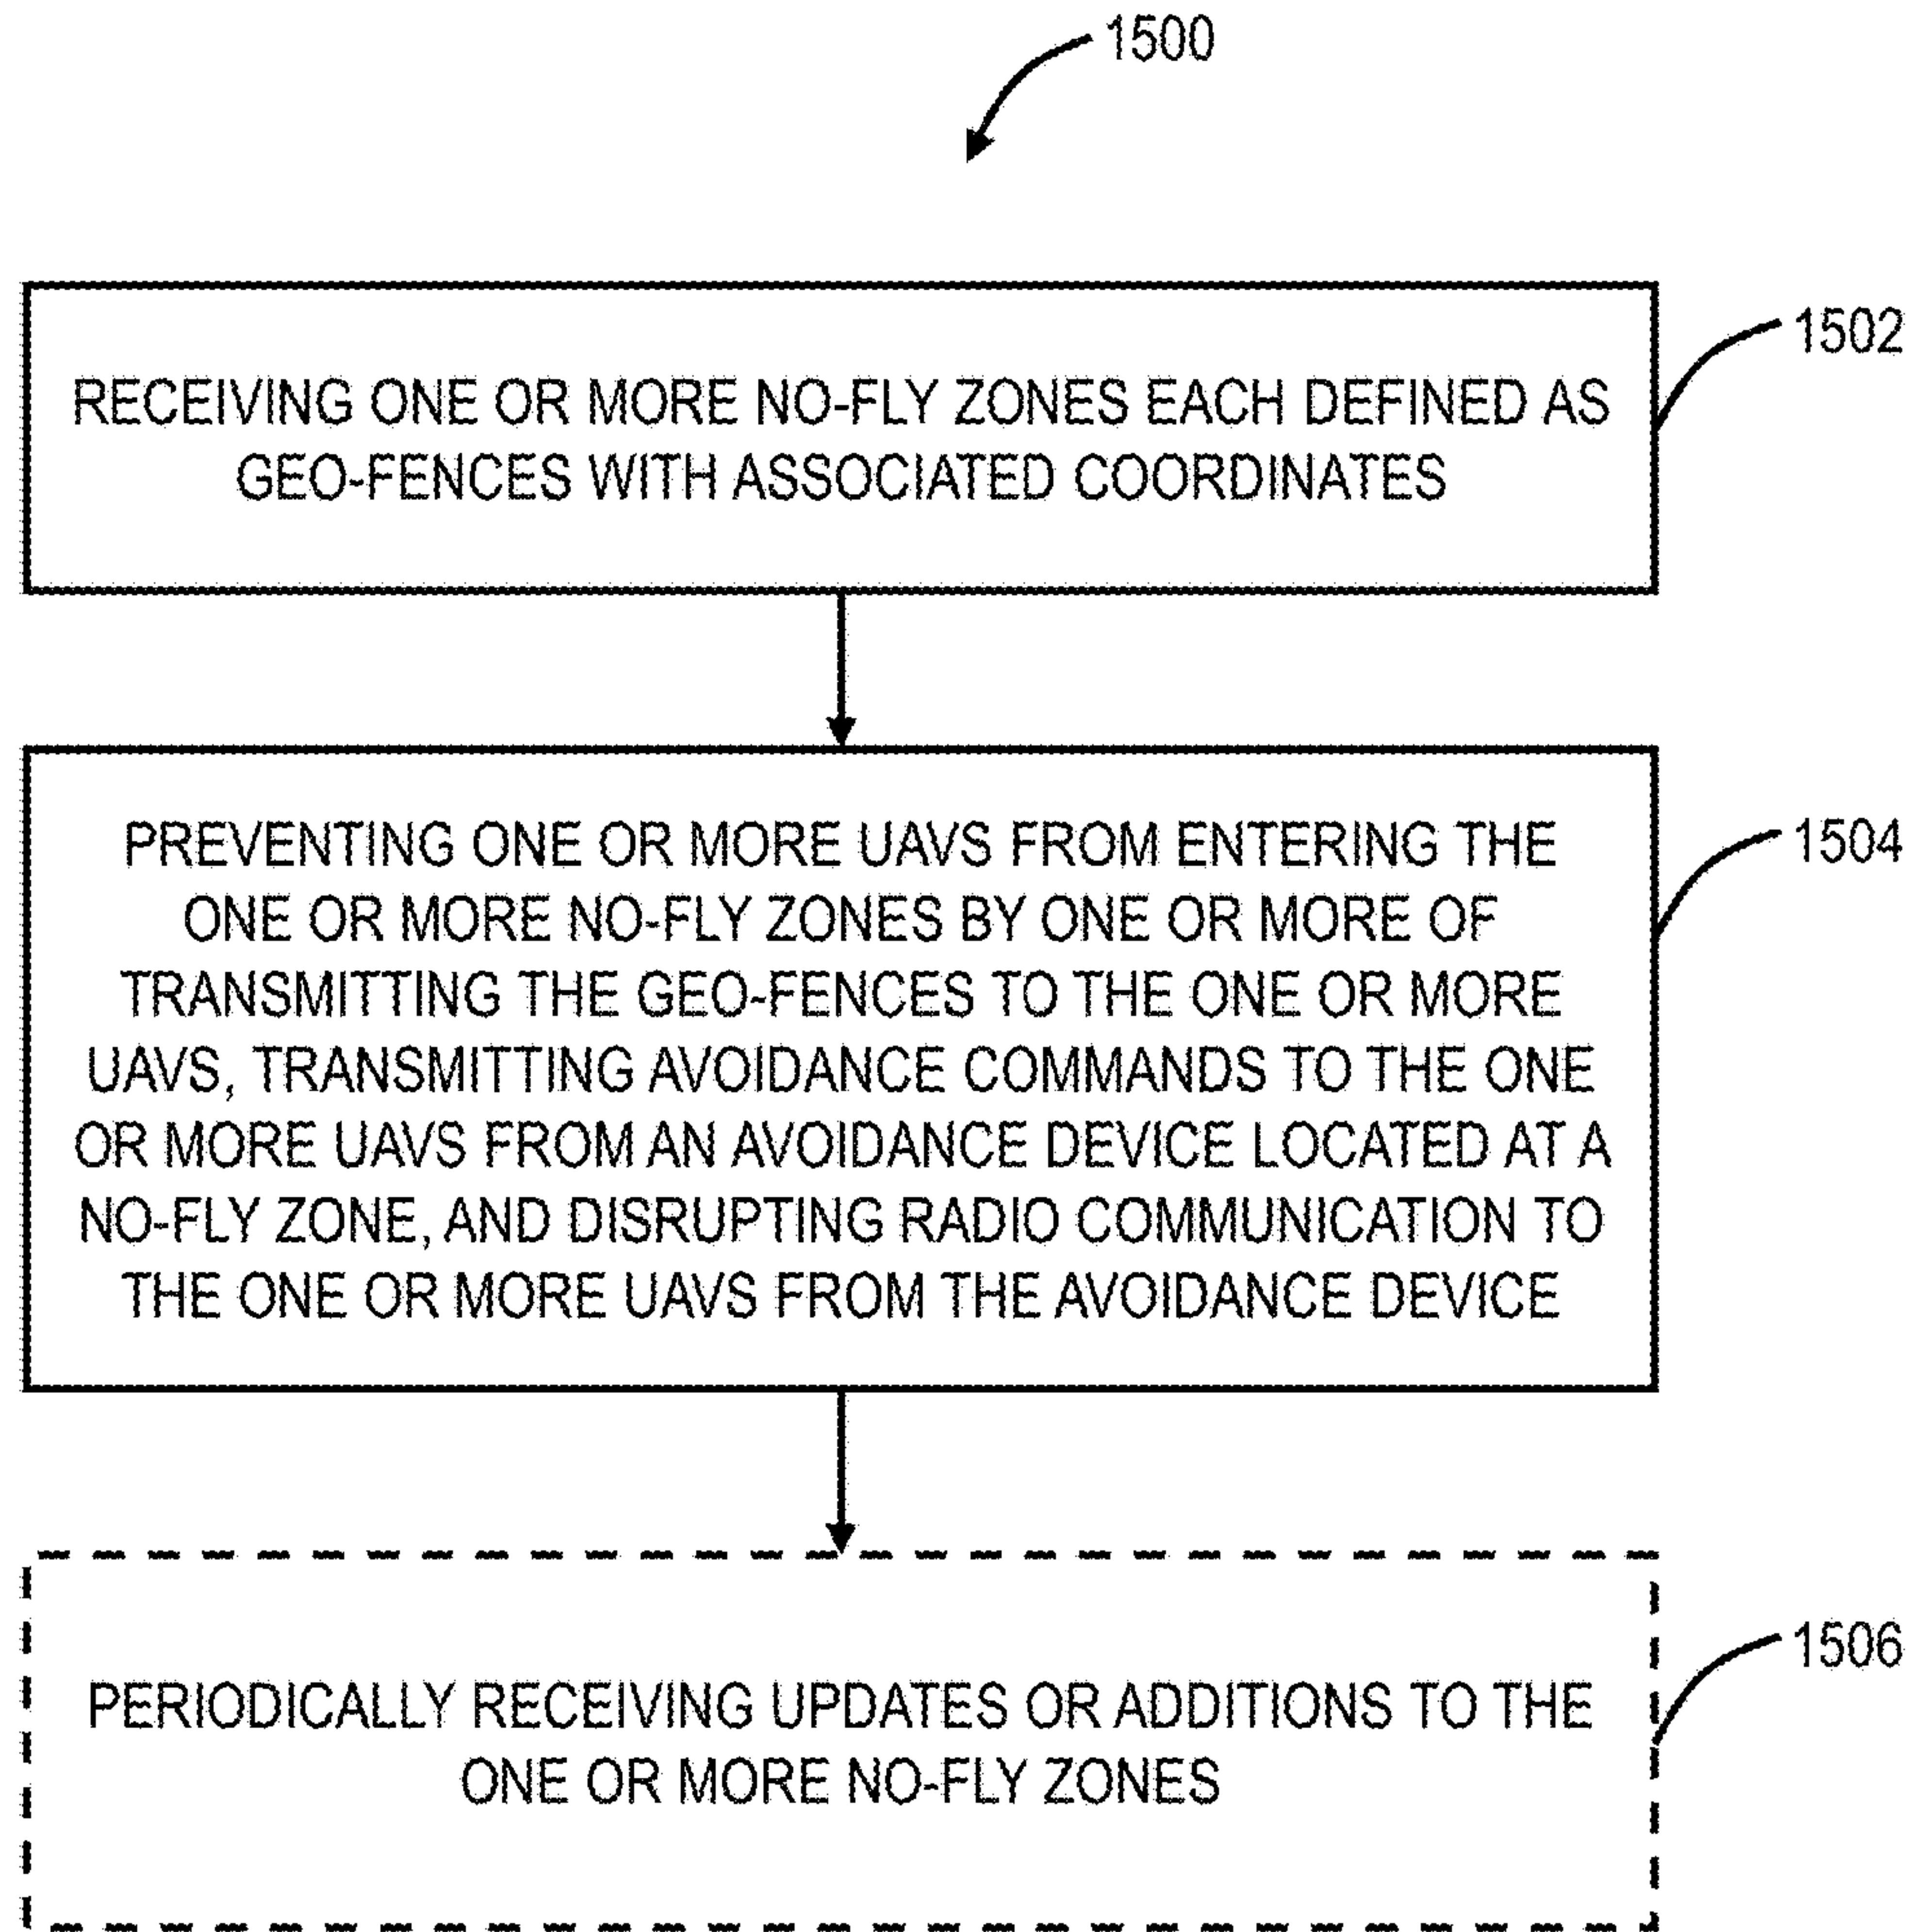 1500
1502
RECEIVING ONE OR MORE NO-FLY ZONES EACH DEFINED AS
GEO-FENCES WITH ASSOCIATED COORDINATES
1504
PREVENTING ONE OR MORE UAVS FROM ENTERING THE
ONE OR MORE NO-FLY ZONES BY ONE OR MORE OF
TRANSMITTING THE GEO-FENCES TO THE ONE OR MORE
UAVS, TRANSMITTING AVOIDANCE COMMANDS TO THE ONE
OR MORE UAVS FROM AN AVOIDANCE DEVICE LOCATED AT A
NO-FLY ZONE, AND DISRUPTING RADIO COMMUNICATION TO
THE ONE OR MORE UAVS FROM THE AVOIDANCE DEVICE
1506
PERIODICALLY RECEIVING UPDATES OR ADDITIONS TO THE
ONE OR MORE NO-FLY ZONES